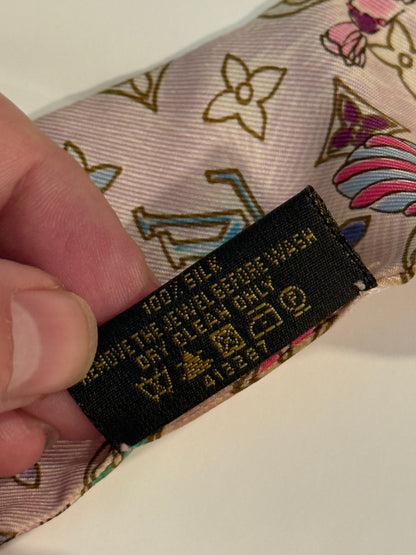 100% SILK
REMOVE THE JEWEL BEFORE WASH
DRY CLEAN ONLY
P
413387